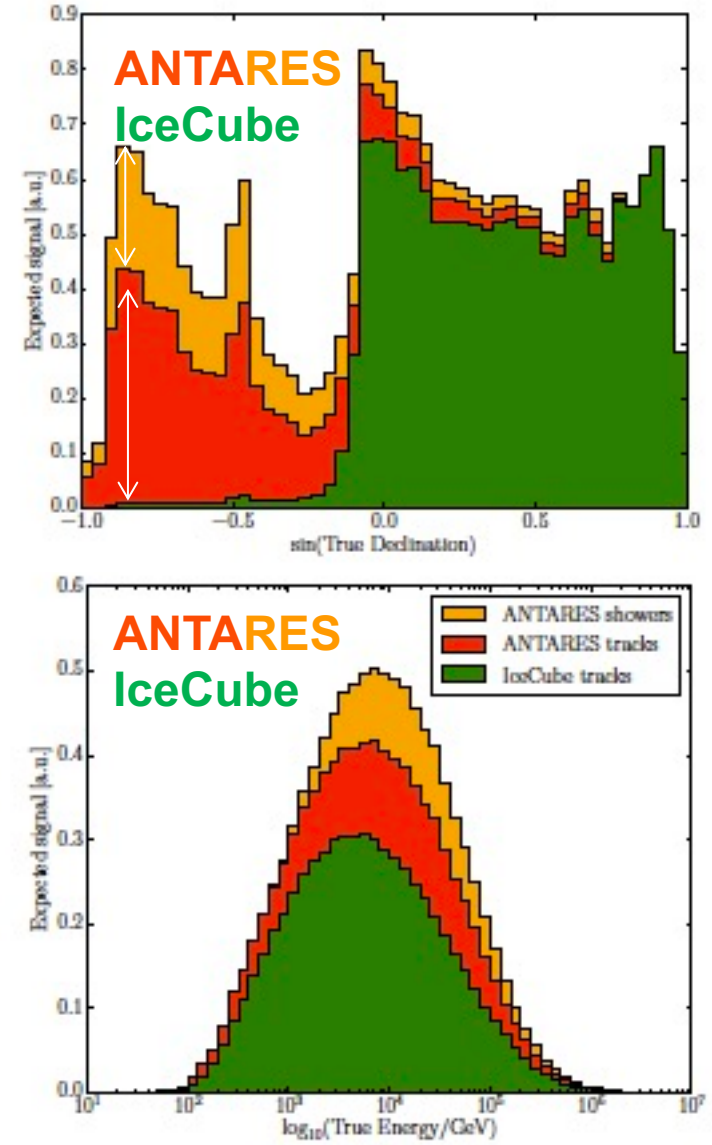 0.9
0.8
0.7
0.6
0.5
0.4
0.3
0.2
0.1
0.0
Expected signal [a.u.]
ANTARES
IceCube
−1.0 −0.5 0.0 0.5 1.0
sin(True Declination)
0.6
0.5
0.4
0.3
0.2
0.1
0.0
Expected signal [a.u.]
ANTARES
IceCube
ANTARES showers
ANTARES tracks
IceCube tracks
10¹ 10² 10³ 10⁴ 10⁵ 10⁶ 10⁷
log₁₀(True Energy/GeV)